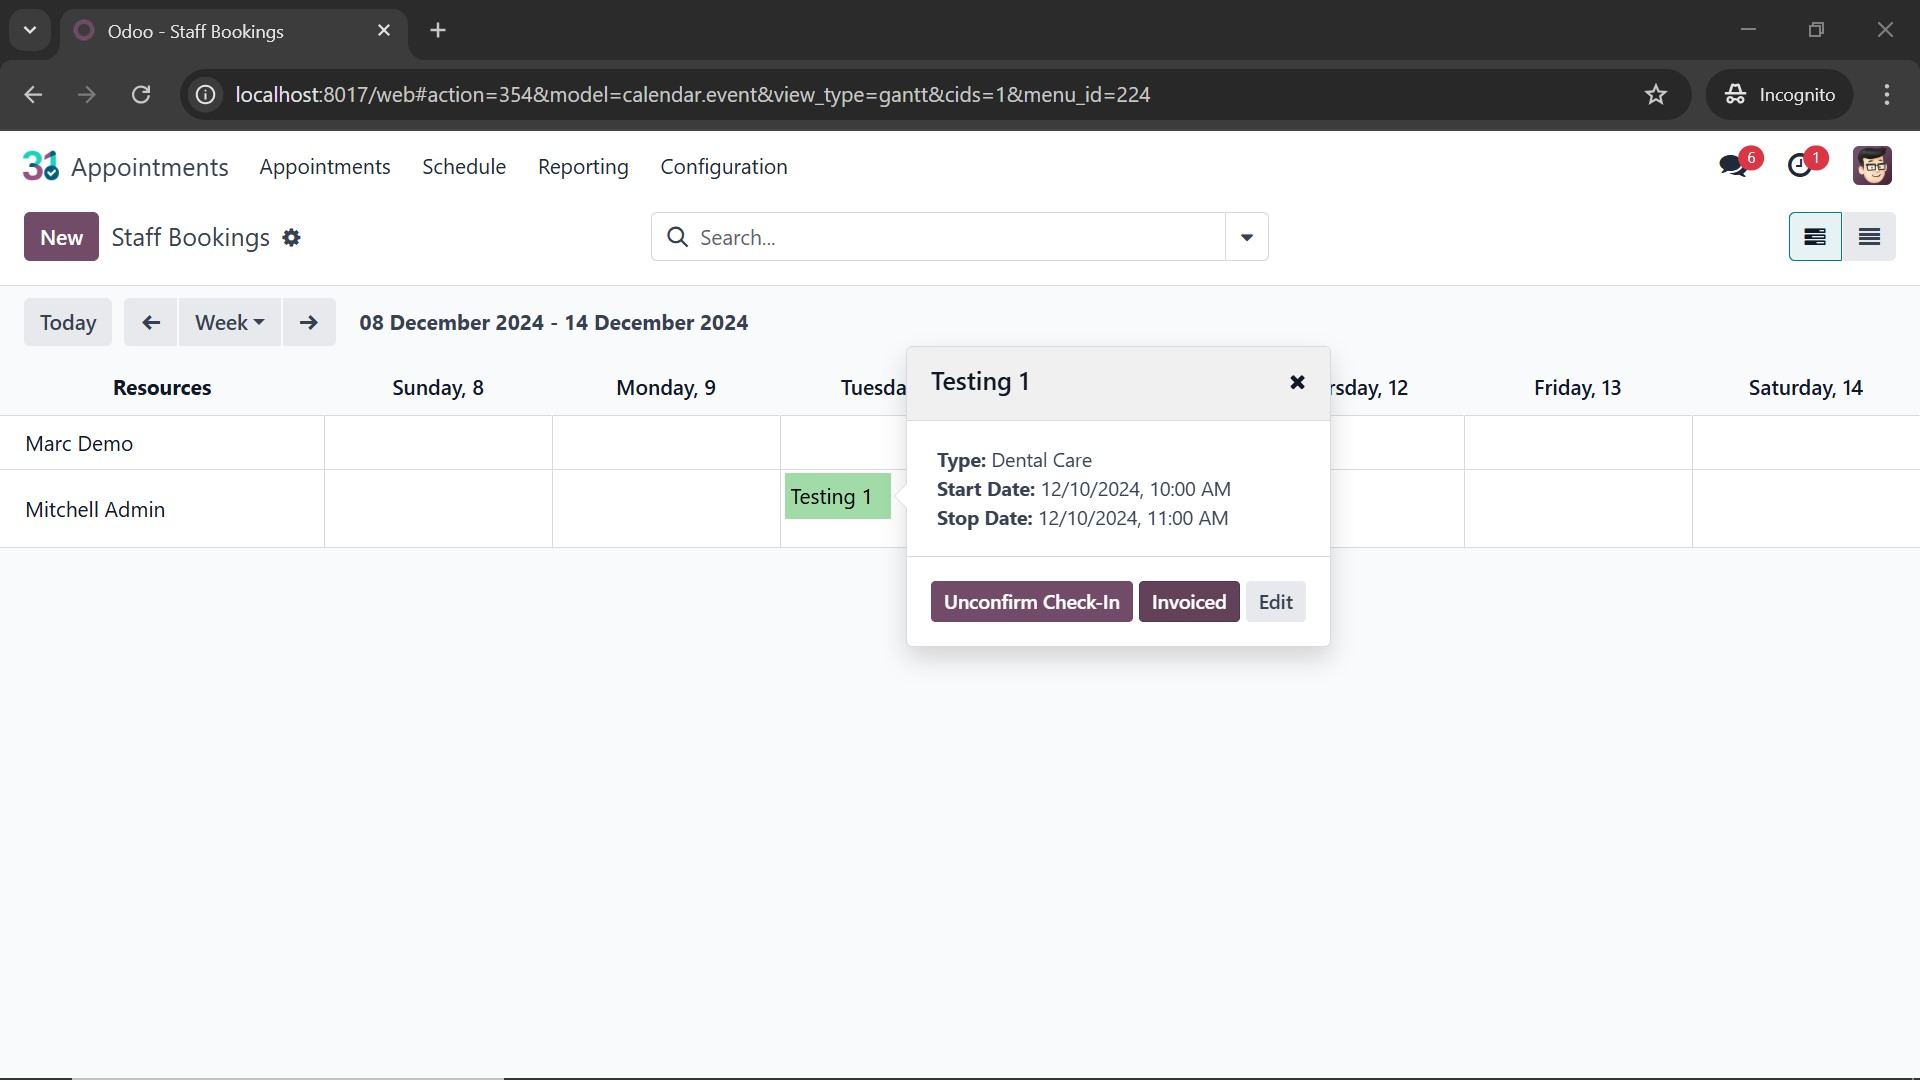 Odoo - Staff Bookings
localhost:8017/web#action=354&model=calendar.event&view_type=gantt&cids=1&menu_id=224
Incognito
31 Appointments Appointments Schedule Reporting Configuration 6 1
New Staff Bookings Search...
Today Week 08 December 2024 - 14 December 2024
Resources Sunday, 8 Monday, 9 Tuesda rsday, 12 Friday, 13 Saturday, 14
Testing 1
Marc Demo
Mitchell Admin
Testing 1
Type: Dental Care
Start Date: 12/10/2024, 10:00 AM
Stop Date: 12/10/2024, 11:00 AM
Unconfirm Check-In Invoiced Edit